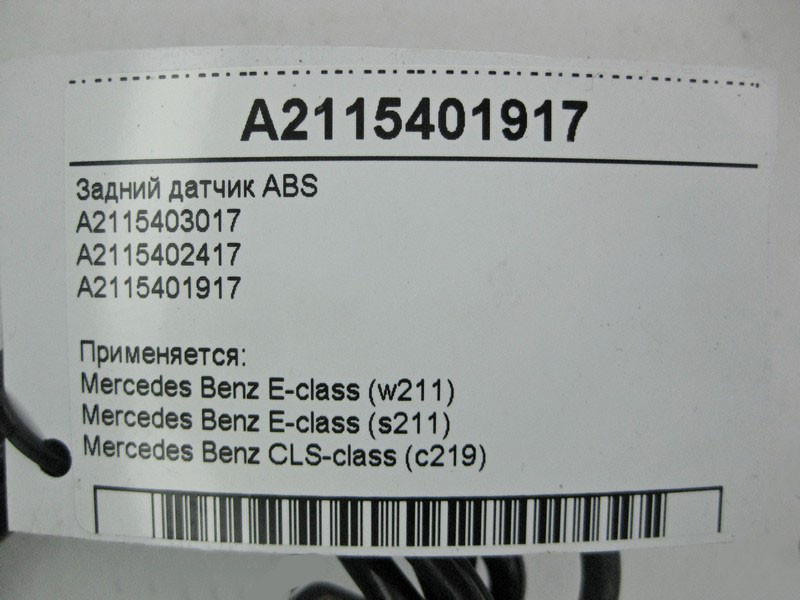 A2115401917
Задний датчик ABS
A2115403017
A2115402417
A2115401917
Применяется:
Mercedes Benz E-class (w211)
Mercedes Benz E-class (s211)
Mercedes Benz CLS-class (c219)